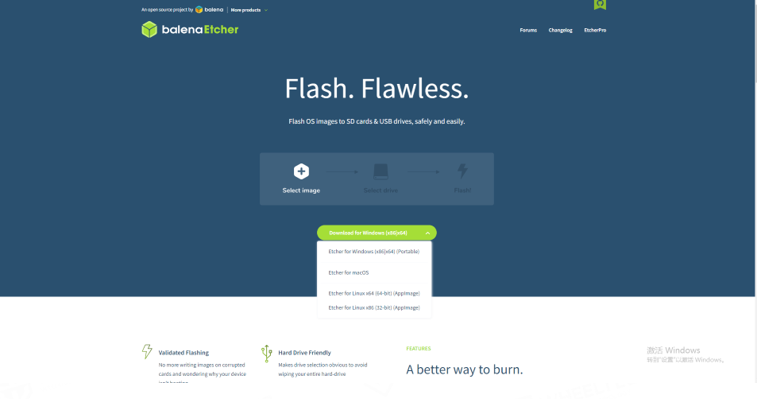 An open source project by balena More products
balenaEtcher
Forums Changelog EtcherPro
Flash. Flawless.
Flash OS images to SD cards & USB drives, safely and easily.
Select image Select drive Flash!
Download for Windows (x86|x64)
Etcher for Windows (x86|x64) (Portable)
Etcher for macOS
Etcher for Linux x64 (64-bit) (AppImage)
Etcher for Linux x86 (32-bit) (AppImage)
Validated Flashing
No more writing images on corrupted
cards and wondering why your device
Hard Drive Friendly
Makes drive selection obvious to avoid
wiping your entire hard-drive
FEATURES
A better way to burn.
激活 Windows
转到"设置"以激活 Windows。